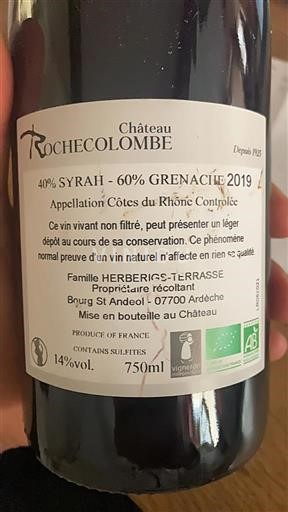 Château
ROCHECOLOMBE
Depuis 1925
40% SYRAH - 60% GRENACHE 2019
Appellation Côtes du Rhône Controlée
Ce vin vivant non filtré, peut présenter un léger
dépôt au cours de sa conservation. Ce phénomène
normal preuve d'un vin naturel n'affecte en rien sa qualité.
Famille HERBERIGS-TERRASSE
Propriétaire récoltant
Bourg St Andeol - 07700 Ardèche
Mise en bouteille au Château
PRODUCE OF FRANCE
CONTAINS SULFITES
14%vol.
750ml
vigneron
AB